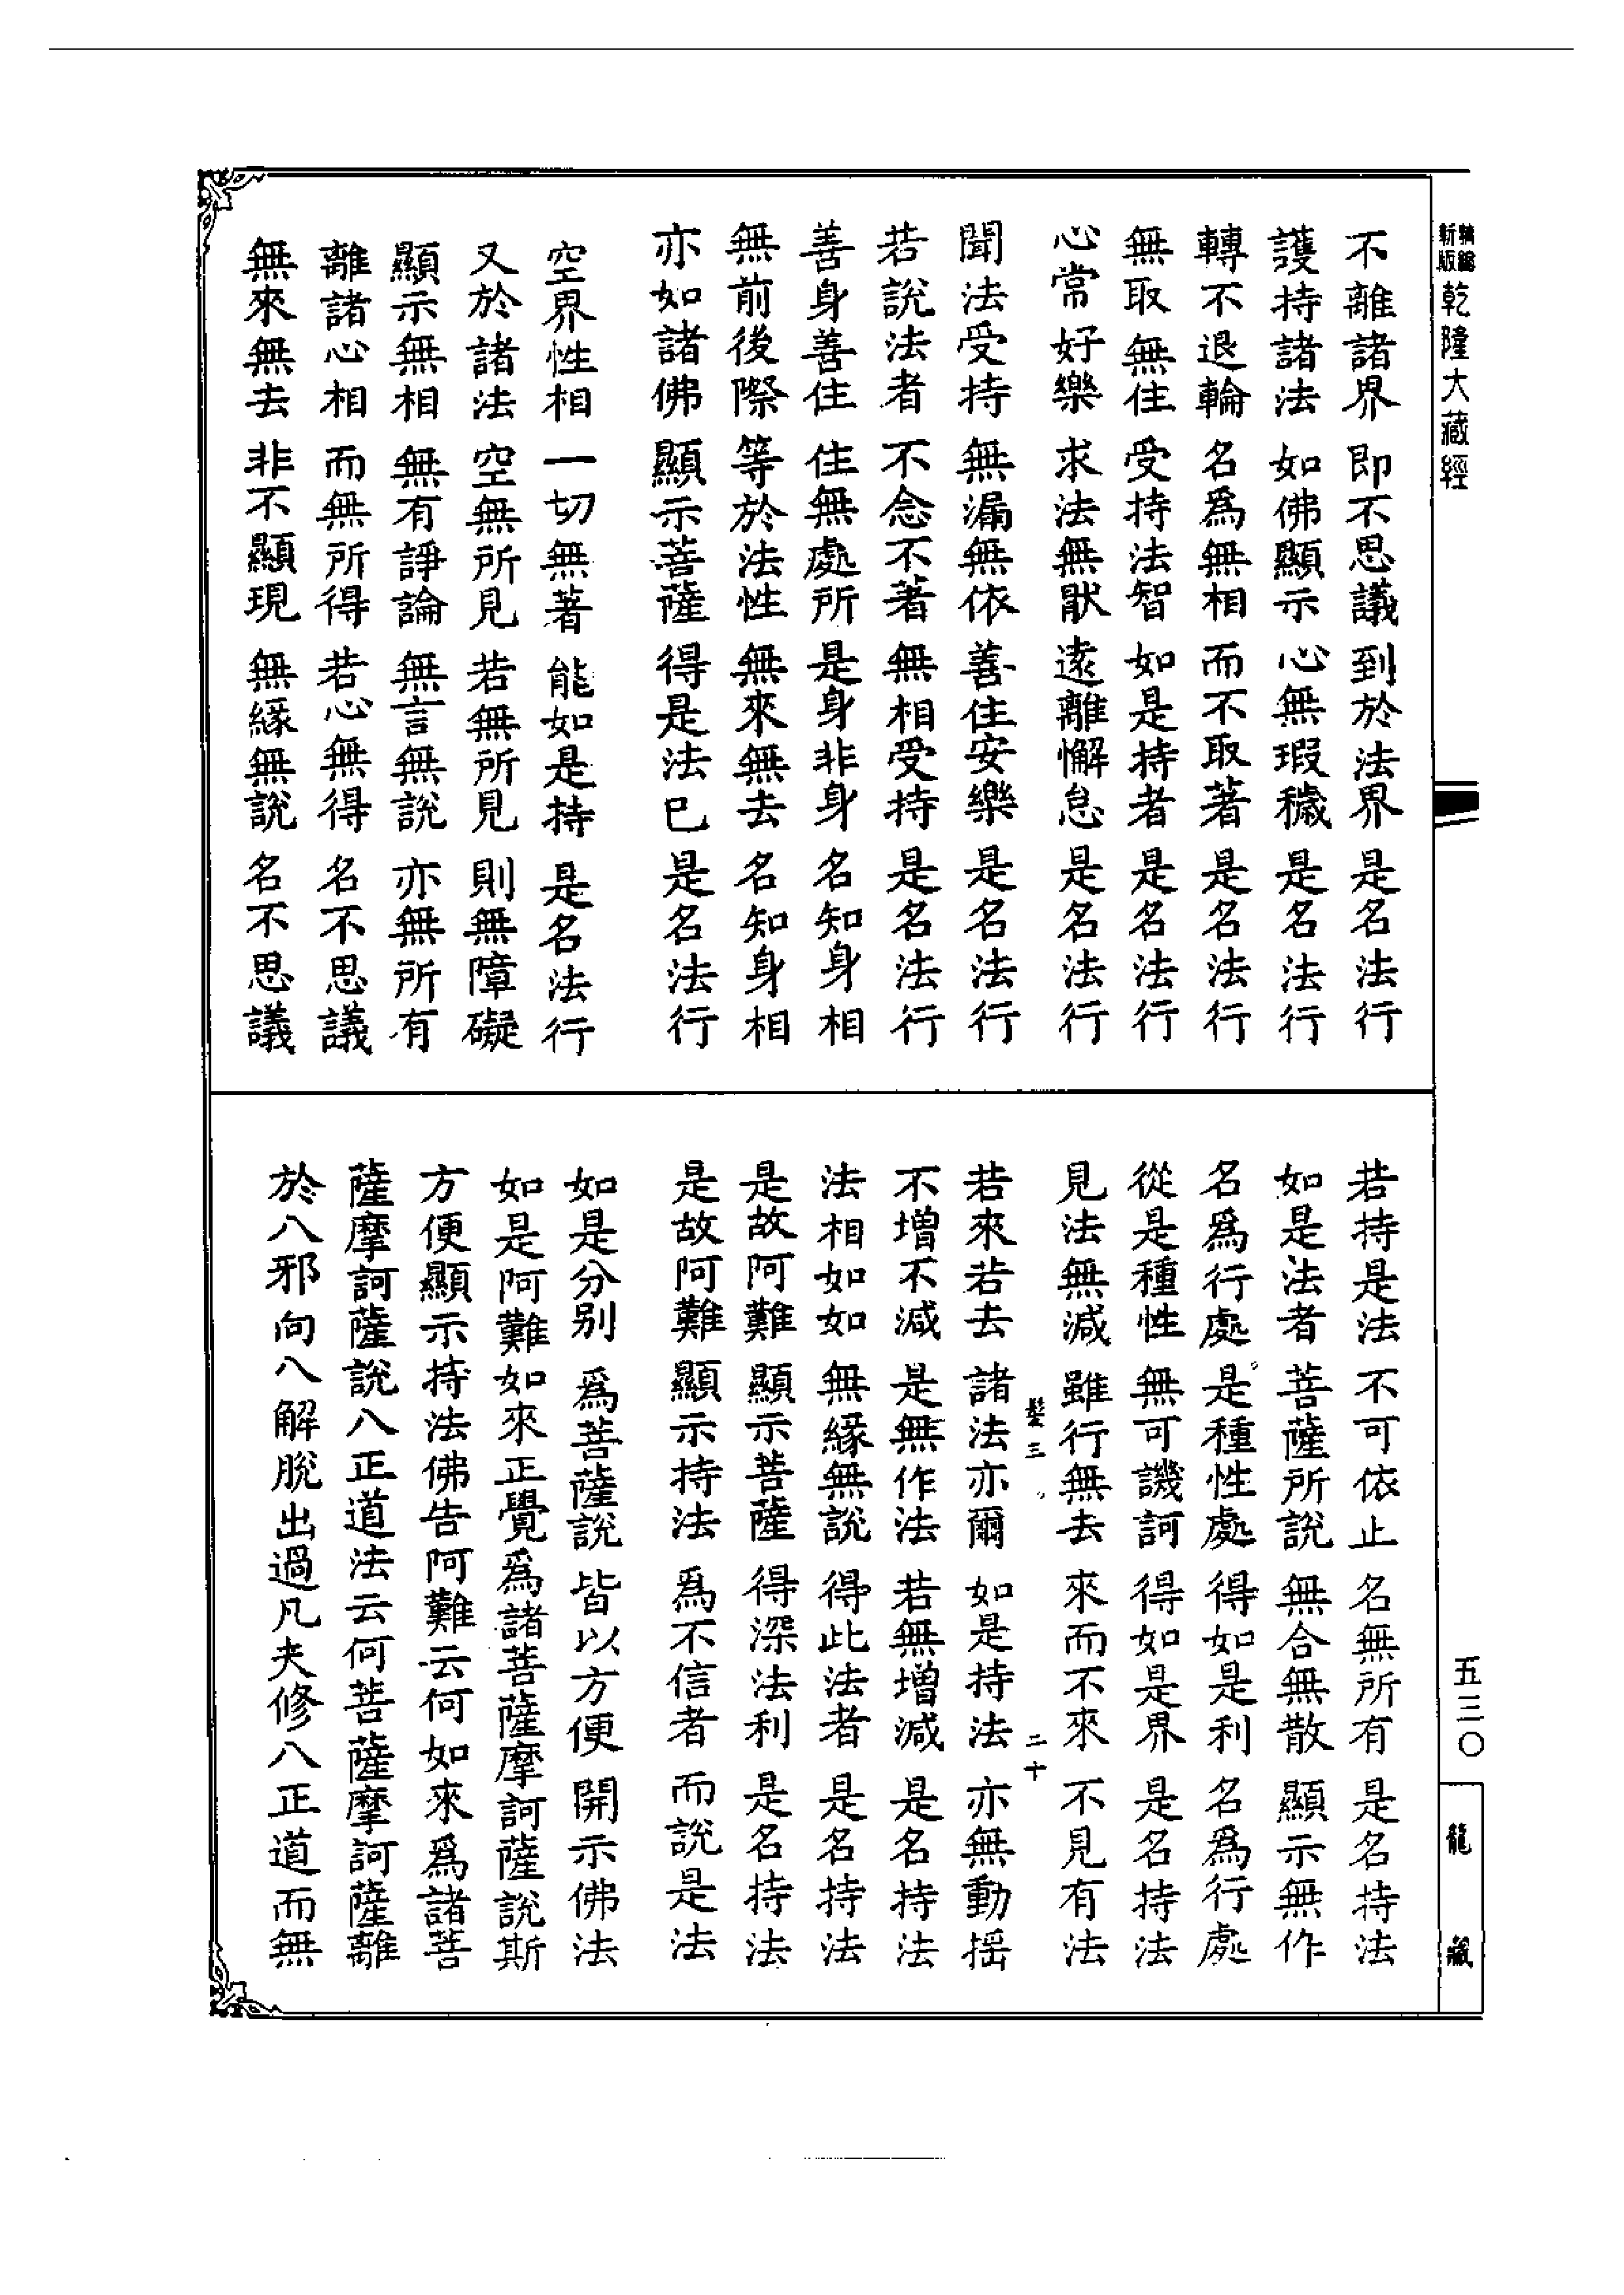 新編
縮版
乾隆大藏經
不離諸界 即不思議 到於法界 是名法行
護持諸法 如佛顯示 心無瑕穢 是名法行
轉不退輪 名爲無相 而不取著 是名法行
無取無住 受持法智 如是持者 是名法行
心常好樂 求法無猒 遠離懈怠 是名法行
聞法受持 無漏無依 善住安樂 是名法行
若說法者 不念不著 無相受持 是名法行
善身善住 住無處所 是身非身 名知身相
無前後際 等於法性 無來無去 名知身相
亦如諸佛 顯示菩薩 得是法已 是名法行
空界性相 一切無著 能如是持 是名法行
又於諸法 空無所見 若無所見 則無障礙
顯示無相 無有諍論 無言無說 亦無所有
離諸心相 而無所得 若心無得 名不思議
無來無去 非不顯現 無緣無說 名不思議
若持是法 不可依止 名無所有 是名持法
如是法者 菩薩所說 無合無散 顯示無作
名爲行處 是種性處 得如是利 名爲行處
從是種性 無可譏訶 得如是界 是名持法
見法無減 雖行無去 來而不來 不見有法
髮三 二十
若來若去 諸法亦爾 如是持法 亦無動搖
不增不減 是無作法 若無增減 是名持法
法相如如 無緣無說 得此法者 是名持法
是故阿難 顯示菩薩 得深法利 是名持法
是故阿難 顯示持法 爲不信者 而說是法
如是分別 爲菩薩說 皆以方便 開示佛法
如是阿難如來正覺爲諸菩薩摩訶薩說斯
方便顯示持法佛告阿難云何如來爲諸菩
薩摩訶薩說八正道法云何菩薩摩訶薩離
於八邪向八解脫出過凡夫修八正道而無
五三〇
龍藏